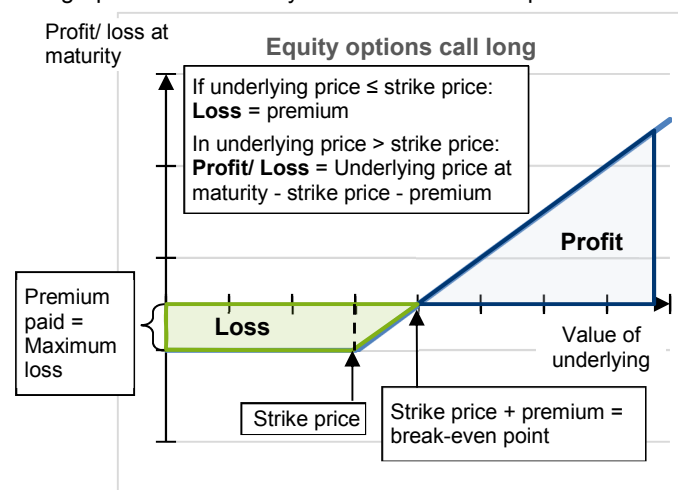 Profit/ loss at
maturity
Equity options call long
If underlying price ≤ strike price:
Loss = premium
In underlying price > strike price:
Profit/ Loss = Underlying price at
maturity - strike price - premium
Profit
Premium
paid =
Maximum
loss
Loss
Value of
underlying
Strike price
Strike price + premium =
break-even point